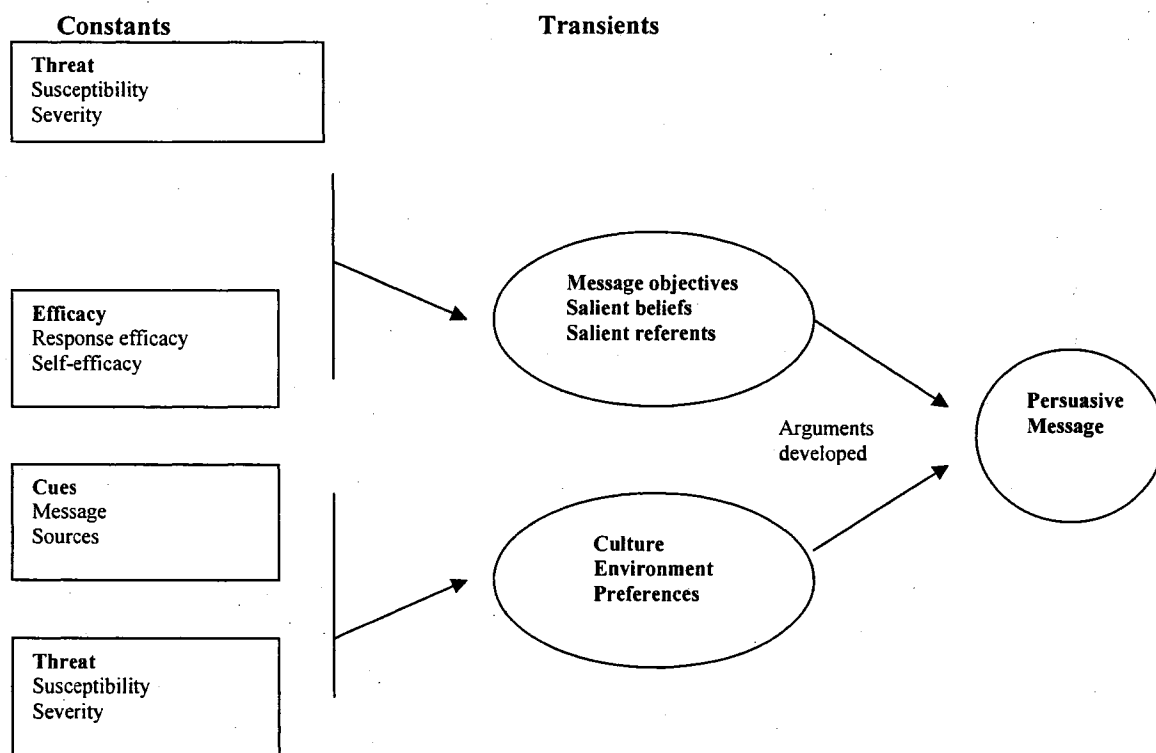 Constants
Transients
Threat
Susceptibility
Severity
Efficacy
Response efficacy
Self-efficacy
Cues
Message
Sources
Threat
Susceptibility
Severity
Message objectives
Salient beliefs
Salient referents
Culture
Environment
Preferences
Arguments
developed
Persuasive
Message